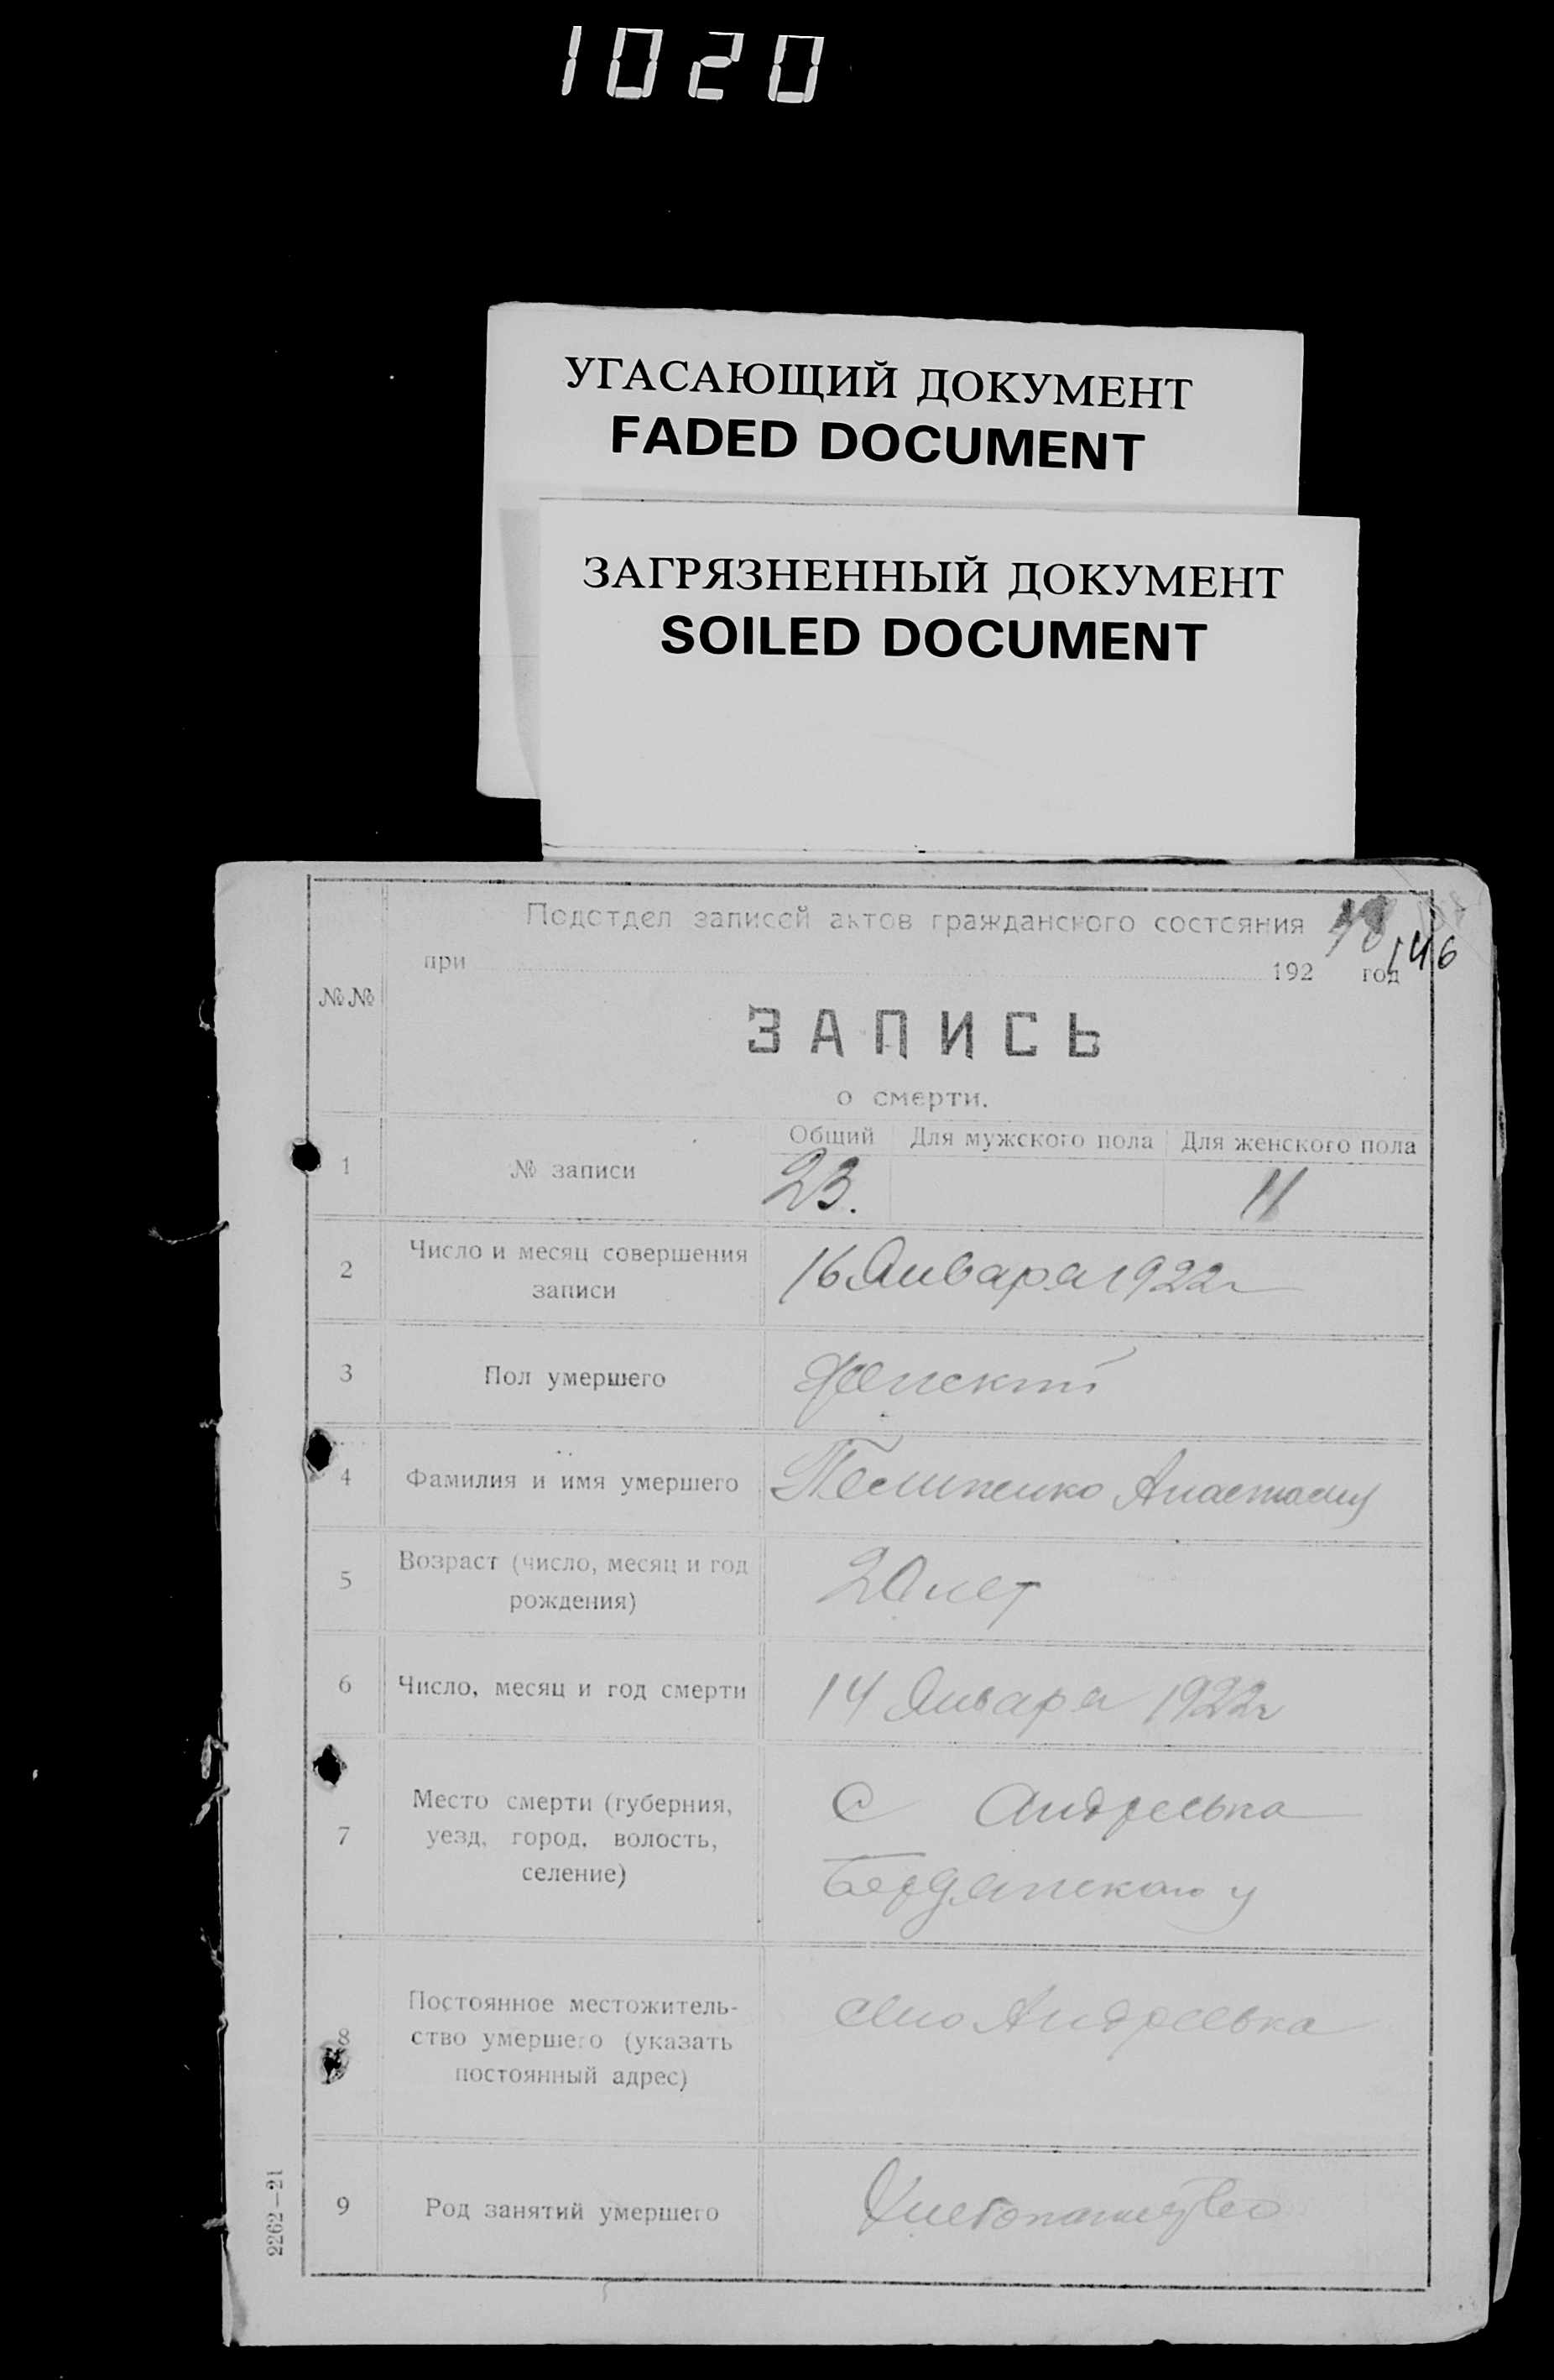 1020
УГАСАЮЩИЙ ДОКУМЕНТ
FADED DOCUMENT
ЗАГРЯЗНЕННЫЙ ДОКУМЕНТ
SOILED DOCUMENT
Подотдел записей актов гражданского состояния
146
при 192 год
№№
ЗАПИСЬ
о смерти.
Общий Для мужского пола Для женского пола
1 № записи 23. 11
2 Число и месяц совершения
записи
16 Января 1922 г
3 Пол умершего Женский
4 Фамилия и имя умершего Анастасия
5 Возраст (число, месяц и год
рождения)
20 лет
6 Число, месяц и год смерти 14 Января 1922 г
7 Место смерти (губерния,
уезд, город, волость,
селение)
С Андреевка
Бердянского у
8 Постоянное местожитель-
ство умершего (указать
постоянный адрес)
село Андреевка
9 Род занятий умершего Хлебопашество
2262—21